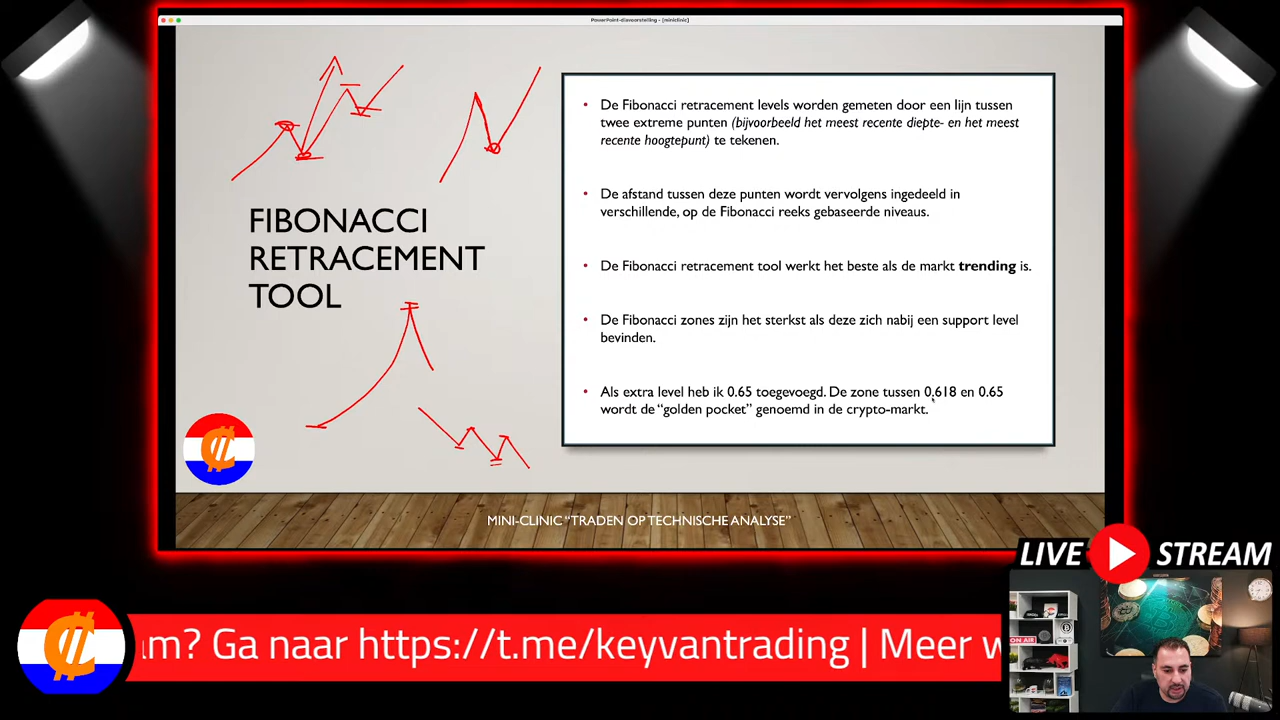 PowerPoint-diavoorstelling - [miniclinic]
FIBONACCI
RETRACEMENT
TOOL
• De Fibonacci retracement levels worden gemeten door een lijn tussen
twee extreme punten (bijvoorbeeld het meest recente diepte- en het meest
recente hoogtepunt) te tekenen.
• De afstand tussen deze punten wordt vervolgens ingedeeld in
verschillende, op de Fibonacci reeks gebaseerde niveaus.
• De Fibonacci retracement tool werkt het beste als de markt trending is.
• De Fibonacci zones zijn het sterkst als deze zich nabij een support level
bevinden.
• Als extra level heb ik 0.65 toegevoegd. De zone tussen 0,618 en 0.65
wordt de “golden pocket” genoemd in de crypto-markt.
MINI-CLINIC “TRADEN OP TECHNISCHE ANALYSE”
LIVE STREAM
am? Ga naar https://t.me/keyvantrading | Meer w
ON AIR